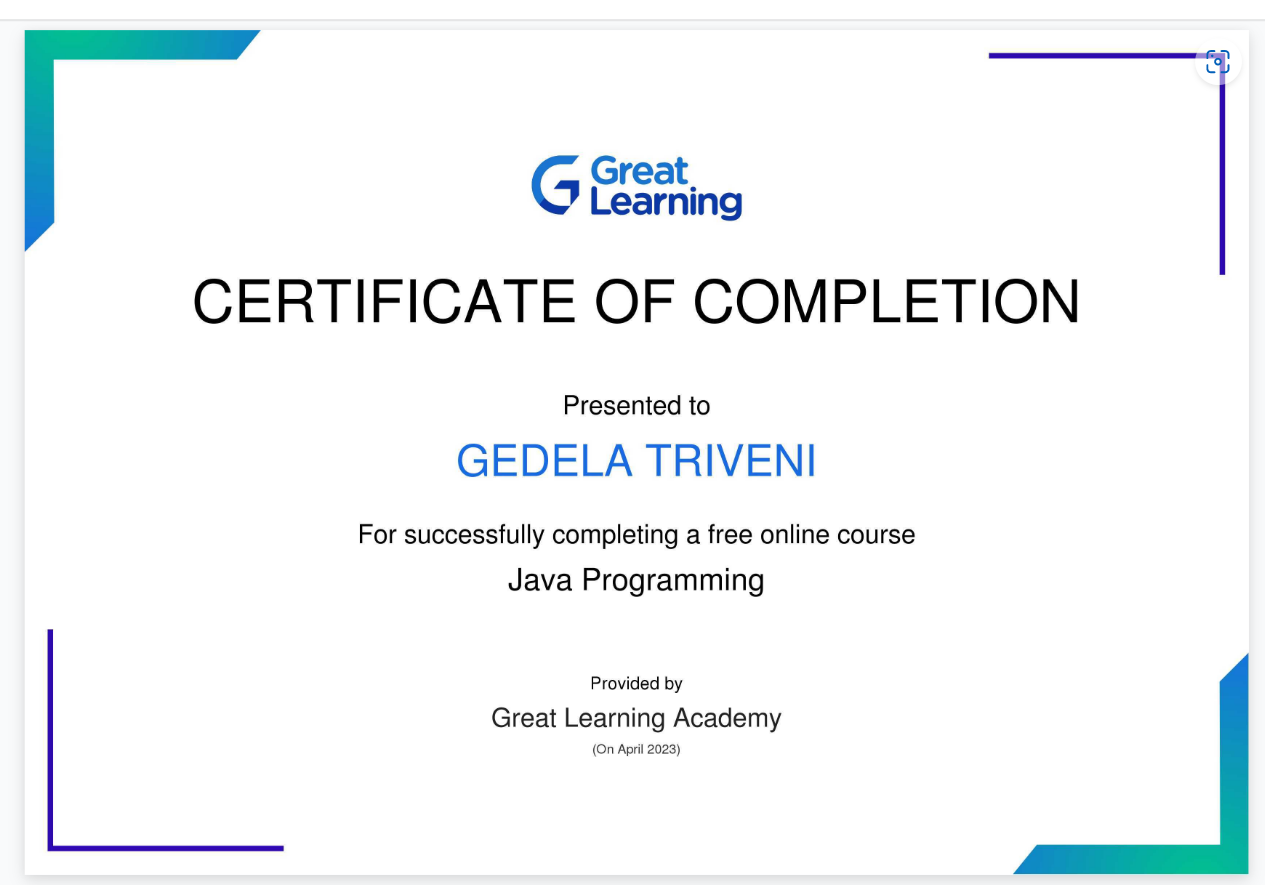 Great
Learning
CERTIFICATE OF COMPLETION
Presented to
GEDELA TRIVENI
For successfully completing a free online course
Java Programming
Provided by
Great Learning Academy
(On April 2023)